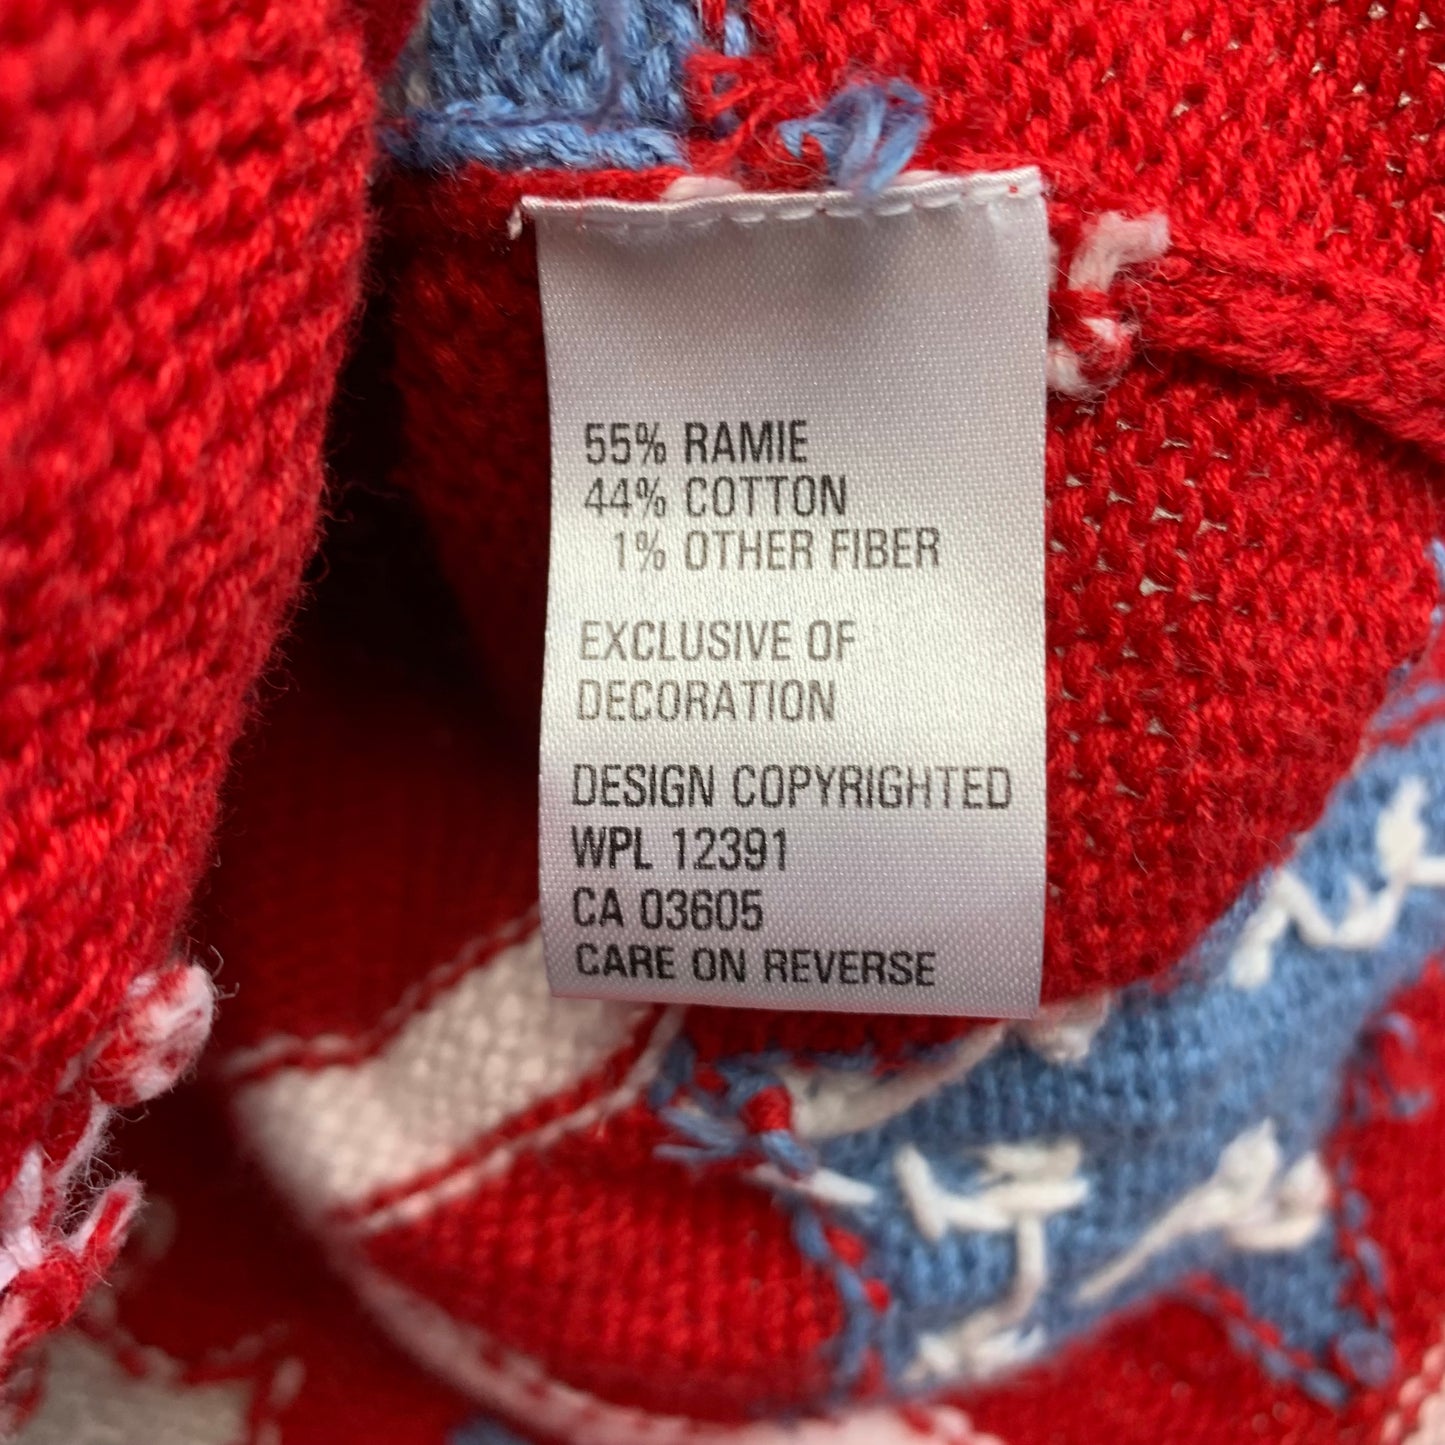 55% RAMIE
44% COTTON
1% OTHER FIBER
EXCLUSIVE OF
DECORATION
DESIGN COPYRIGHTED
WPL 12391
CA 03605
CARE ON REVERSE